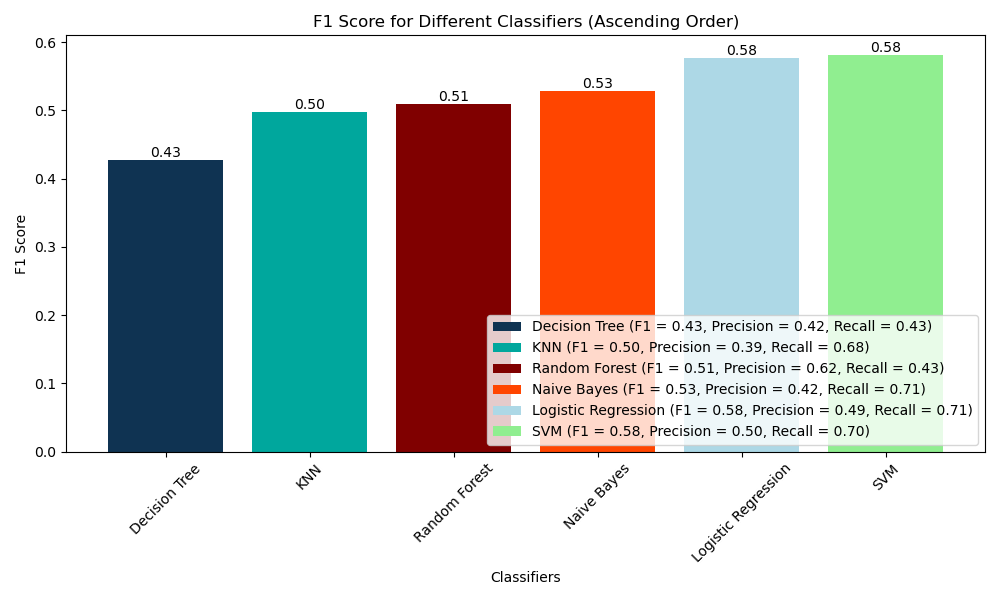 F1 Score for Different Classifiers (Ascending Order)
0.6
0.5
0.4
0.3
0.2
0.1
0.0
F1 Score
0.43
0.50
0.51
0.53
0.58
0.58
Decision Tree (F1 = 0.43, Precision = 0.42, Recall = 0.43)
KNN (F1 = 0.50, Precision = 0.39, Recall = 0.68)
Random Forest (F1 = 0.51, Precision = 0.62, Recall = 0.43)
Naive Bayes (F1 = 0.53, Precision = 0.42, Recall = 0.71)
Logistic Regression (F1 = 0.58, Precision = 0.49, Recall = 0.71)
SVM (F1 = 0.58, Precision = 0.50, Recall = 0.70)
Decision Tree
KNN
Random Forest
Naive Bayes
Logistic Regression
SVM
Classifiers